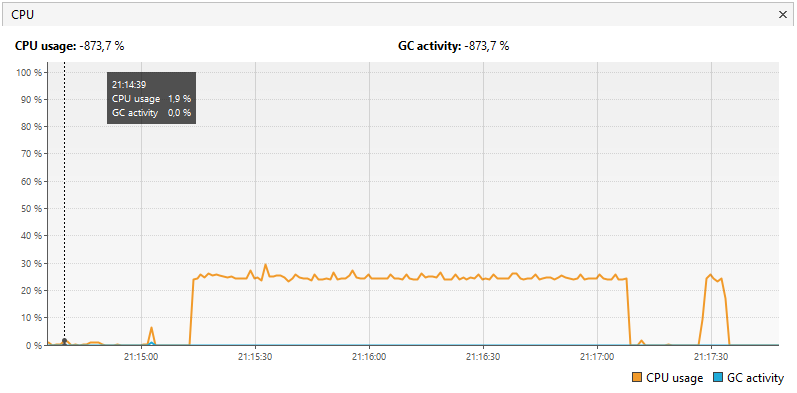 CPU ×
CPU usage: -873,7 % GC activity: -873,7 %
100 %
90 %
80 %
70 %
60 %
50 %
40 %
30 %
20 %
10 %
0 %
21:14:39
CPU usage 1,9 %
GC activity 0,0 %
21:15:00 21:15:30 21:16:00 21:16:30 21:17:00 21:17:30
CPU usage GC activity